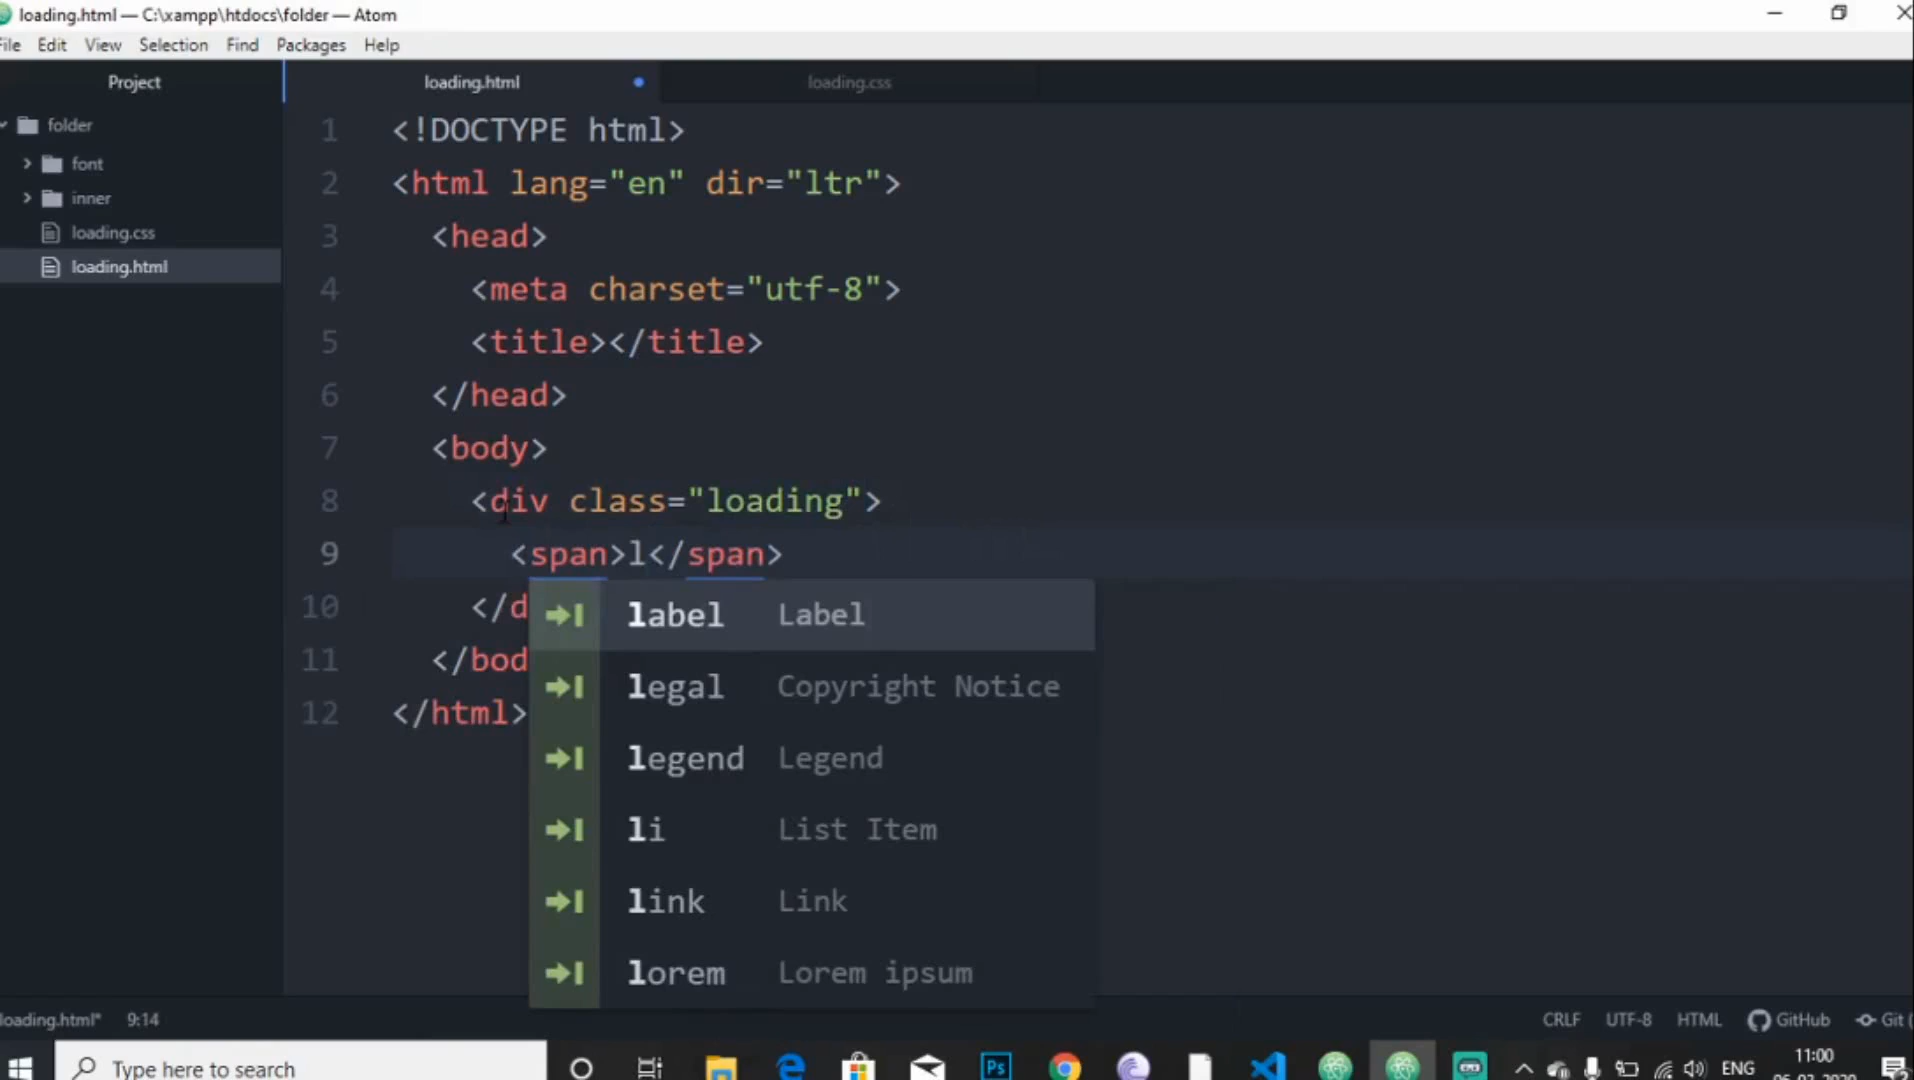 loading.html — C:\xampp\htdocs\folder — Atom
File Edit View Selection Find Packages Help
Project
loading.html
loading.css
folder
font
inner
loading.css
loading.html
1 <!DOCTYPE html>
2 <html lang="en" dir="ltr">
3 <head>
4 <meta charset="utf-8">
5 <title></title>
6 </head>
7 <body>
8 <div class="loading">
9 <span>l</span>
10 </d
11 </bod
12 </html>
label Label
legal Copyright Notice
legend Legend
li List Item
link Link
lorem Lorem ipsum
loading.html* 9:14
CRLF UTF-8 HTML GitHub Git (
Type here to search
Ps
ENG
11:00